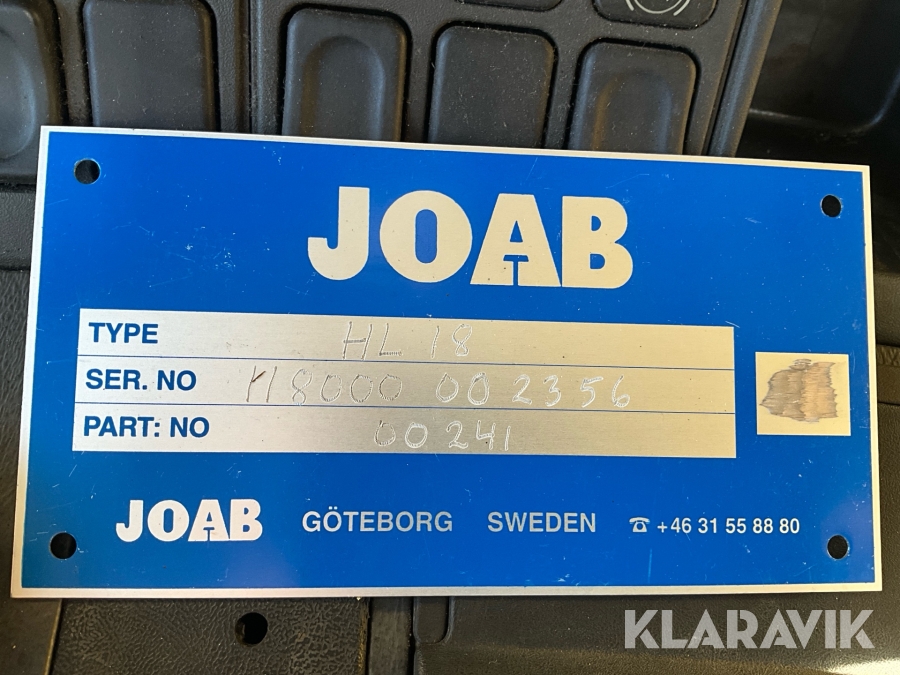 JOAB
TYPE HL 18
SER. NO H8000 002356
PART: NO 00241
JOAB GÖTEBORG SWEDEN ☎ +46 31 55 88 80
KLARAVIK